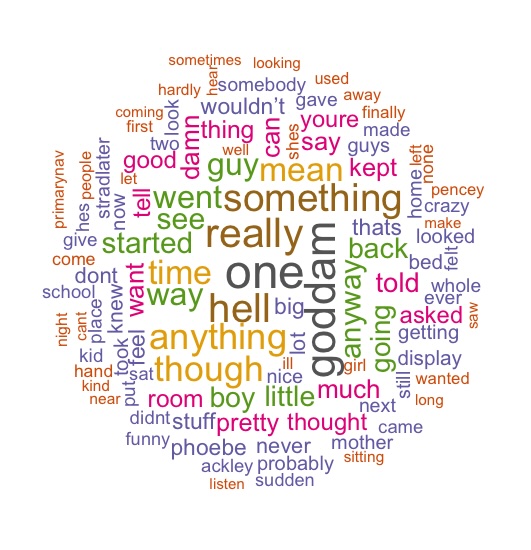 sometimes looking
hardly hear somebody used
coming wouldn't gave away
first look damn thing can shes youre finally
two well say guys made
good guy mean kept left none
primarynav people stradlater let tell went something home pencey
hes now see crazy
give started really thats make
come looked
dont want time one goddam back bed felt
school way told whole
night cant place knew hell big anyway going ever saw
asked
anything lot getting
kid took feel
hand sat though ill girl display
kind put nice still wanted
near room boy little much long
next
didnt stuff pretty thought came
funny phoebe never mother
ackley probably sitting
listen sudden